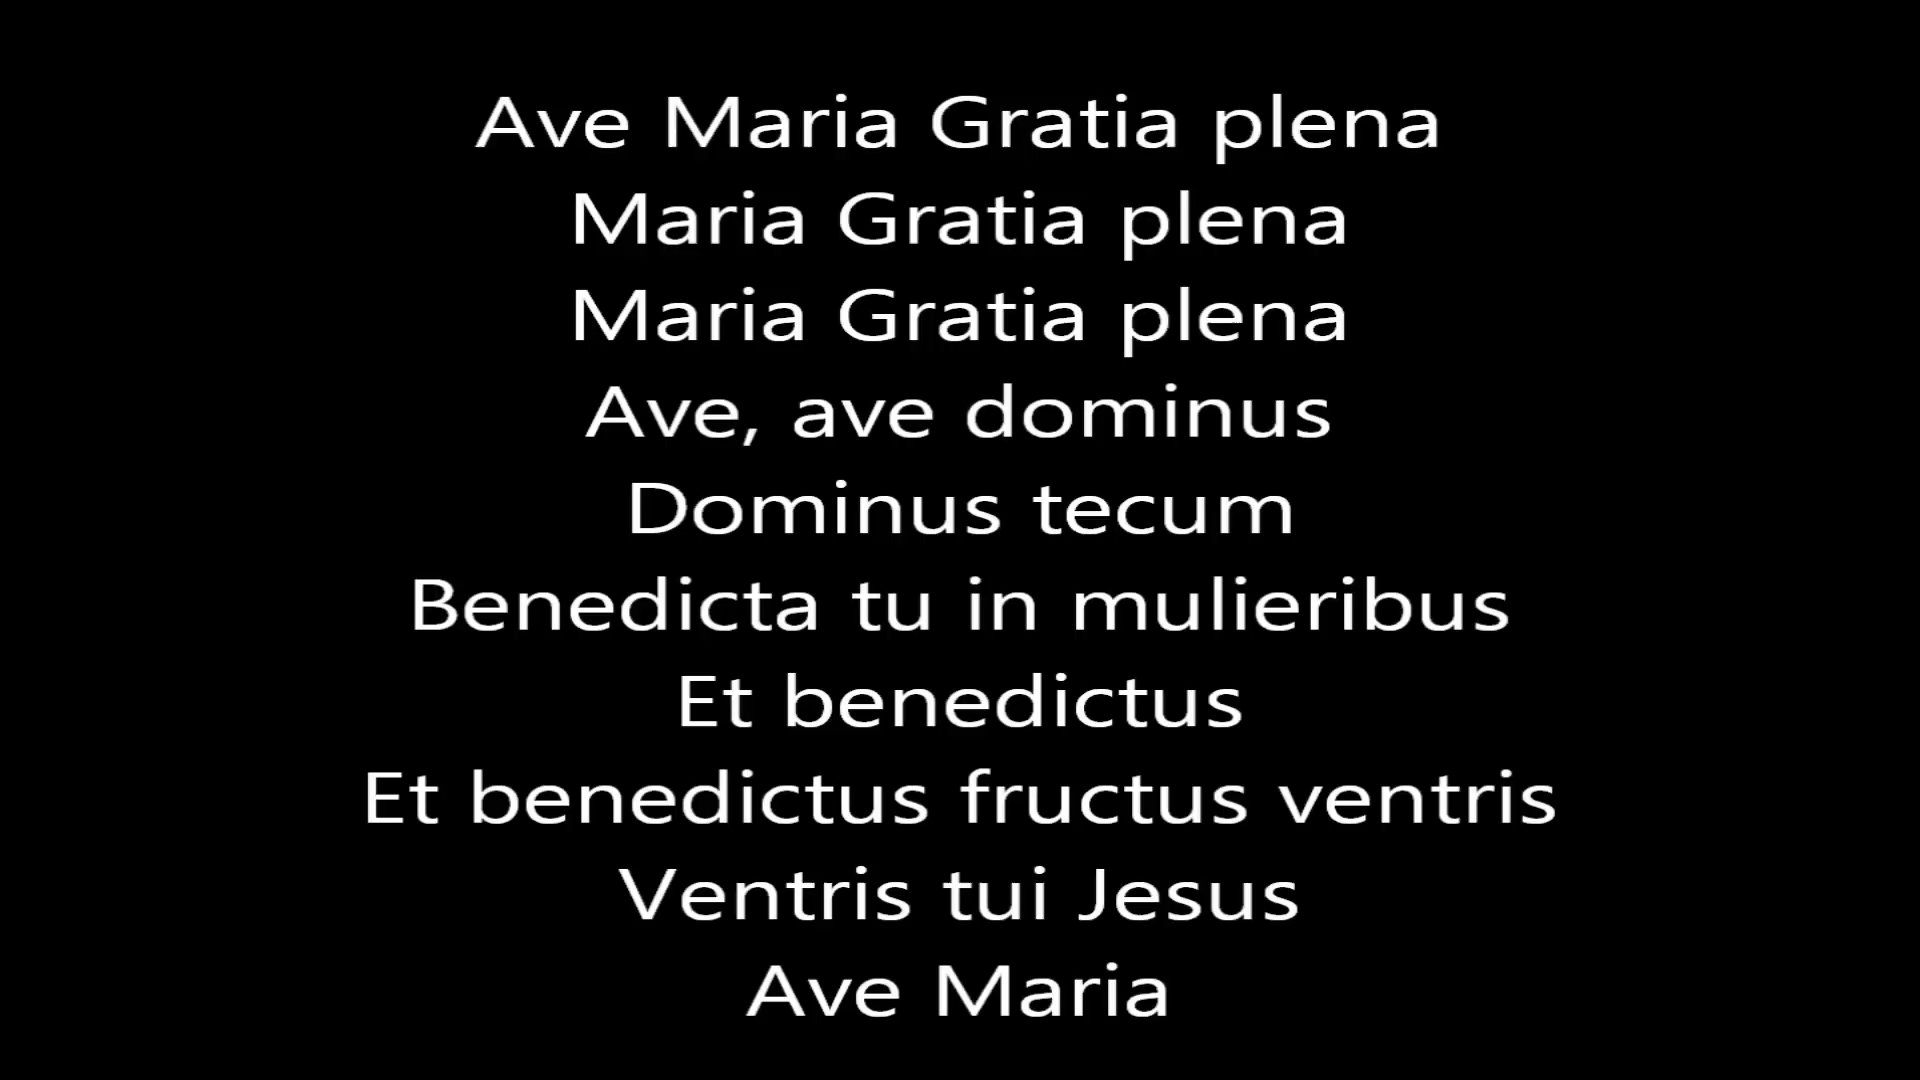 Ave Maria Gratia plena
Maria Gratia plena
Maria Gratia plena
Ave, ave dominus
Dominus tecum
Benedicta tu in mulieribus
Et benedictus
Et benedictus fructus ventris
Ventris tui Jesus
Ave Maria